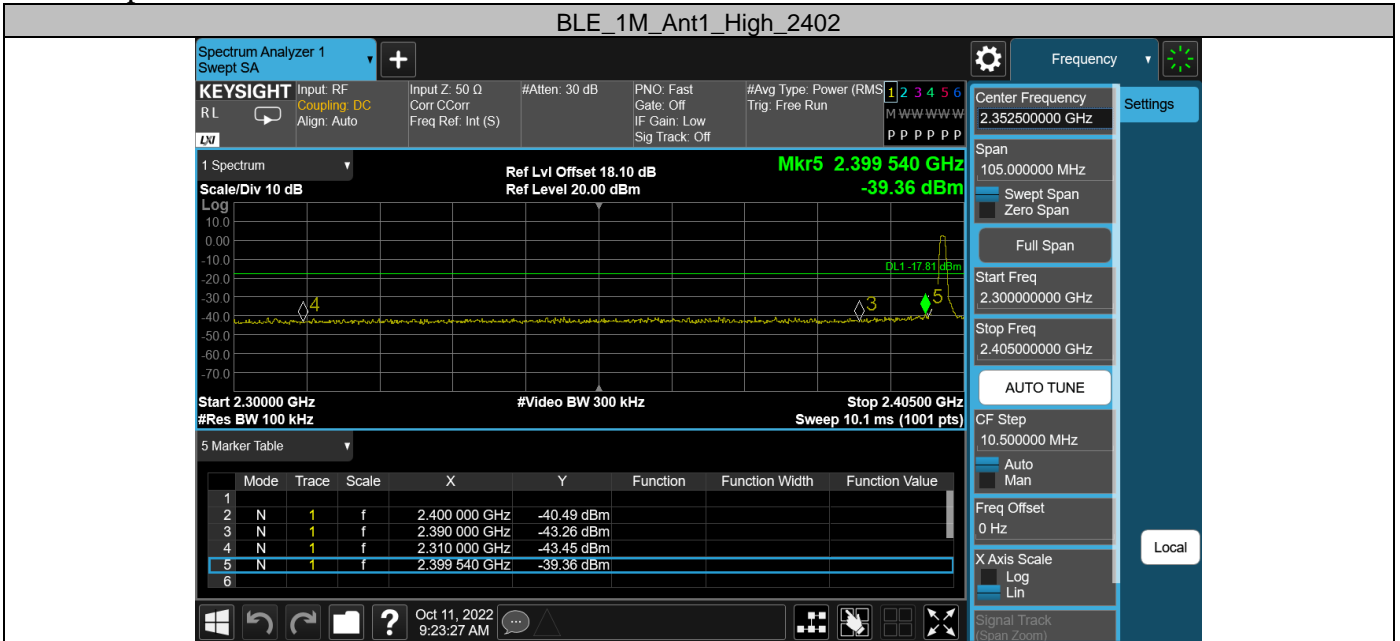 BLE_1M_Ant1_High_2402
Spectrum Analyzer 1
Swept SA
+
Frequency
KEYSIGHT
RL
LXI
Input: RF
Coupling: DC
Align: Auto
Input Z: 50 Ω
Corr CCorr
Freq Ref: Int (S)
#Atten: 30 dB
PNO: Fast
Gate: Off
IF Gain: Low
Sig Track: Off
#Avg Type: Power (RMS
Trig: Free Run
1 2 3 4 5 6
M W W W W W
P P P P P P
Center Frequency
2.352500000 GHz
Settings
Span
105.000000 MHz
Swept Span
Zero Span
Full Span
Start Freq
2.300000000 GHz
Stop Freq
2.405000000 GHz
AUTO TUNE
CF Step
10.500000 MHz
Auto
Man
Freq Offset
0 Hz
X Axis Scale
Log
Lin
Signal Track
(Span Zoom)
Local
1 Spectrum
Scale/Div 10 dB
Log
Ref Lvl Offset 18.10 dB
Ref Level 20.00 dBm
Mkr5 2.399 540 GHz
-39.36 dBm
10.0
0.00
-10.0
-20.0
-30.0
-40.0
-50.0
-60.0
-70.0
DL1 -17.81 dBm
4
3
5
Start 2.30000 GHz
#Res BW 100 kHz
#Video BW 300 kHz
Stop 2.40500 GHz
Sweep 10.1 ms (1001 pts)
5 Marker Table
Mode Trace Scale X Y Function Function Width Function Value
1
2 N 1 f 2.400 000 GHz -40.49 dBm
3 N 1 f 2.390 000 GHz -43.26 dBm
4 N 1 f 2.310 000 GHz -43.45 dBm
5 N 1 f 2.399 540 GHz -39.36 dBm
6
?
Oct 11, 2022
9:23:27 AM